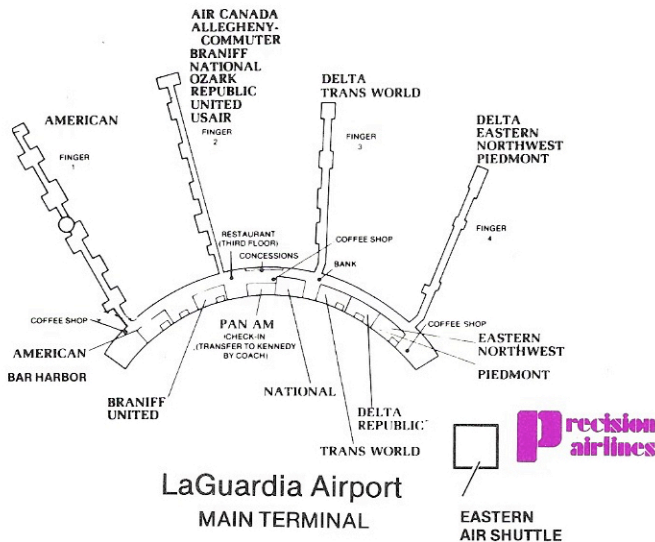 AIR CANADA
ALLEGHENY-
COMMUTER
BRANIFF
NATIONAL
OZARK
REPUBLIC
UNITED
USAIR
FINGER
2
AMERICAN
FINGER
1
DELTA
TRANS WORLD
FINGER
3
DELTA
EASTERN
NORTHWEST
PIEDMONT
FINGER
4
RESTAURANT
(THIRD FLOOR)
CONCESSIONS
COFFEE SHOP
BANK
COFFEE SHOP
AMERICAN
BAR HARBOR
PAN AM
(CHECK-IN
(TRANSFER TO KENNEDY
BY COACH)
COFFEE SHOP
EASTERN
NORTHWEST
PIEDMONT
BRANIFF
UNITED
NATIONAL
DELTA
REPUBLIC
TRANS WORLD
Precision
airlines
LaGuardia Airport
MAIN TERMINAL
EASTERN
AIR SHUTTLE